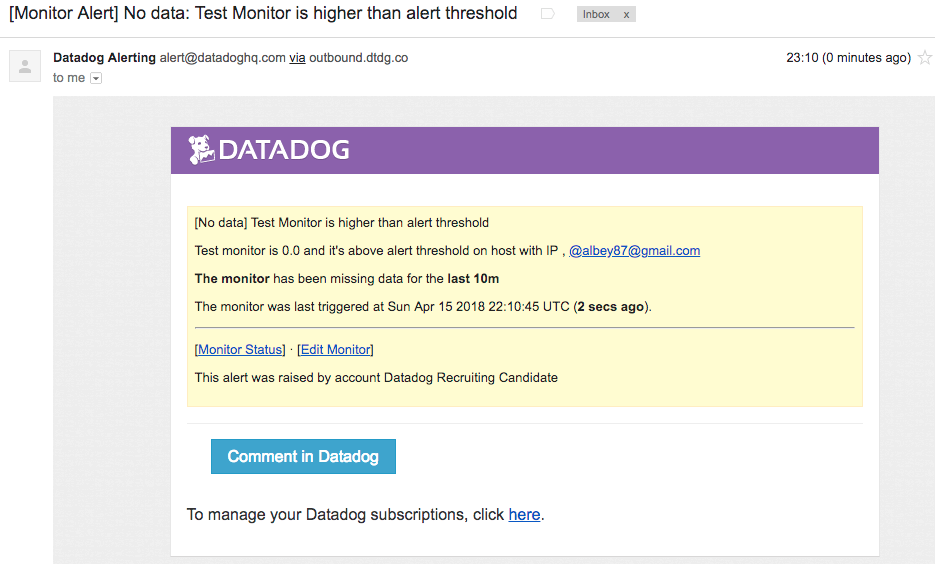 [Monitor Alert] No data: Test Monitor is higher than alert threshold Inbox x
Datadog Alerting alert@datadoghq.com via outbound.dtdg.co 23:10 (0 minutes ago)
to me
DATADOG
[No data] Test Monitor is higher than alert threshold
Test monitor is 0.0 and it's above alert threshold on host with IP , @albey87@gmail.com
The monitor has been missing data for the last 10m
The monitor was last triggered at Sun Apr 15 2018 22:10:45 UTC (2 secs ago).
[Monitor Status] · [Edit Monitor]
This alert was raised by account Datadog Recruiting Candidate
Comment in Datadog
To manage your Datadog subscriptions, click here.